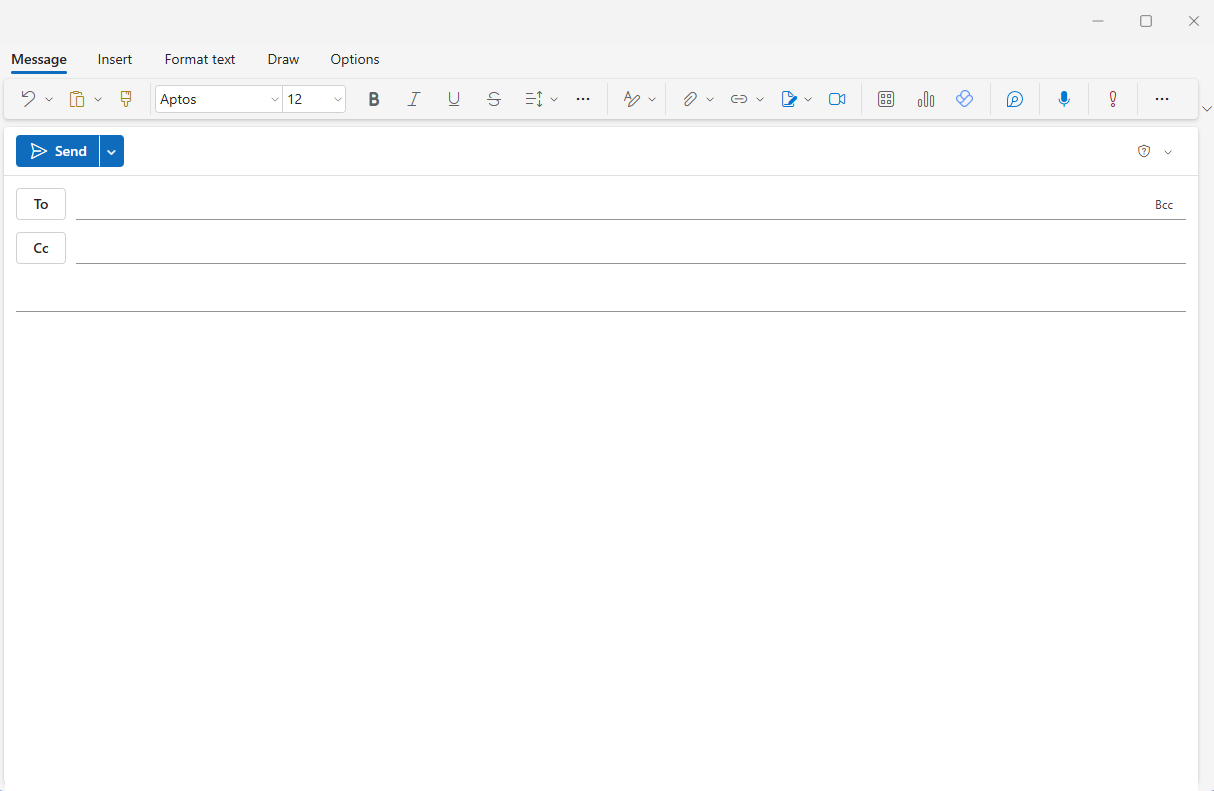 Message Insert Format text Draw Options
Aptos 12
Send
To Bcc
Cc